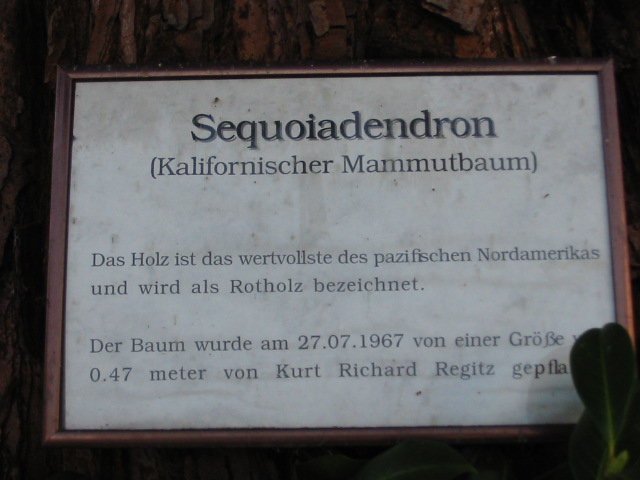 Sequoiadendron
(Kalifornischer Mammutbaum)
Das Holz ist das wertvollste des pazifischen Nordamerikas
und wird als Rotholz bezeichnet.
Der Baum wurde am 27.07.1967 von einer Größe
0.47 meter von Kurt Richard Regitz